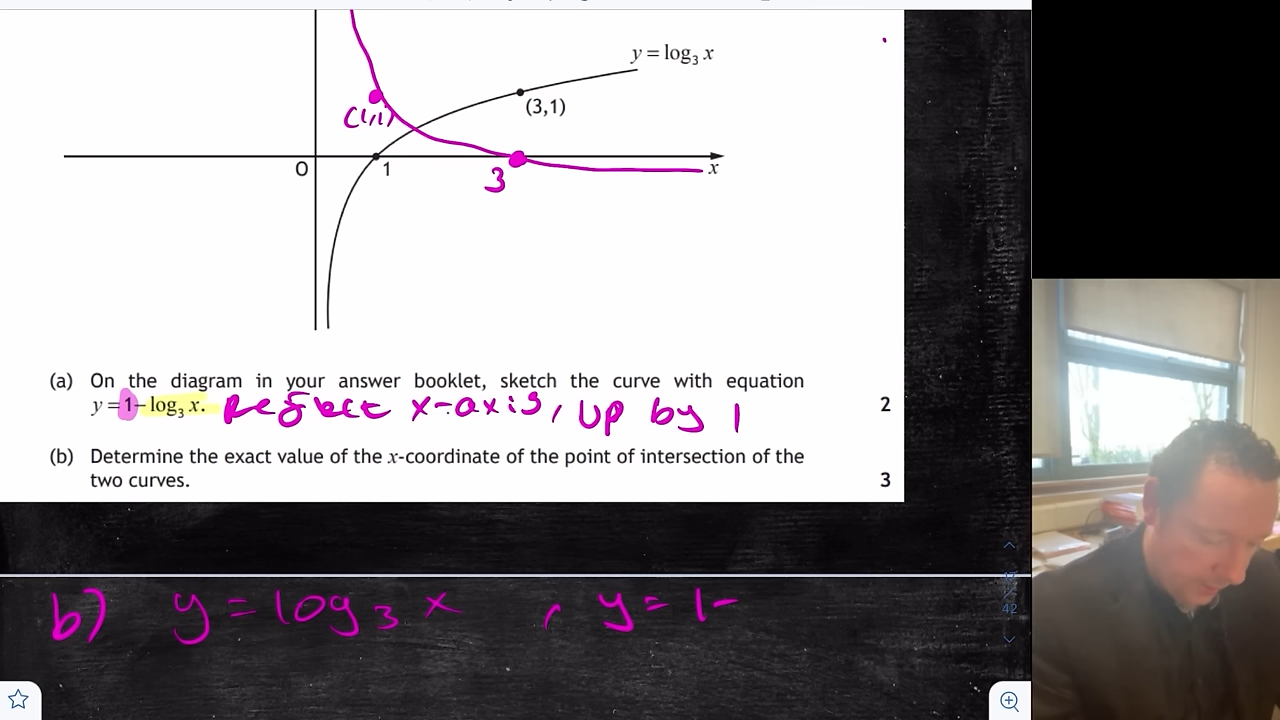 y = log₃ x
(1,1)
(3,1)
O
1
3
x
(a) On the diagram in your answer booklet, sketch the curve with equation
y = 1 – log₃ x. Reflect x-axis, up by 1
2
(b) Determine the exact value of the x-coordinate of the point of intersection of the
two curves.
3
b) y = log₃ x , y = 1 -
42